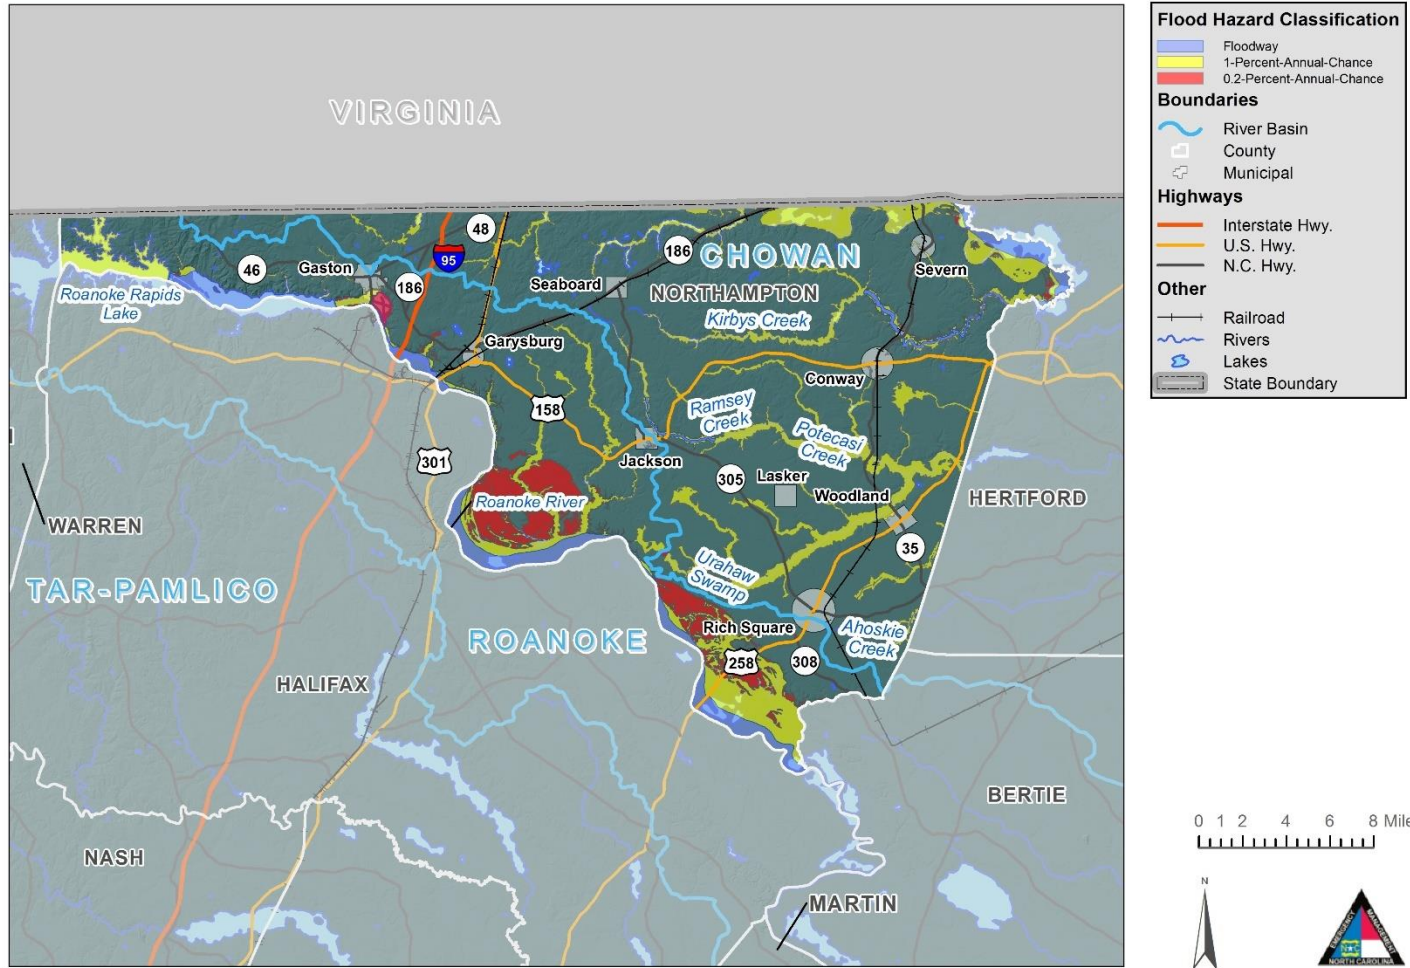 VIRGINIA
48
95
46
Gaston
186
186
CHOWAN
Severn
Seaboard
NORTHAMPTON
Roanoke Rapids
Lake
Kirbys Creek
Garysburg
Conway
158
Ramsey
Creek
Potecasi
Creek
301
Jackson
305
Lasker
Woodland
HERTFORD
Roanoke River
WARREN
35
Urahaw
Swamp
TAR-PAMLICO
ROANOKE
Rich Square
Ahoskie
Creek
258
308
HALIFAX
BERTIE
NASH
MARTIN
Flood Hazard Classification
Floodway
1-Percent-Annual-Chance
0.2-Percent-Annual-Chance
Boundaries
River Basin
County
Municipal
Highways
Interstate Hwy.
U.S. Hwy.
N.C. Hwy.
Other
Railroad
Rivers
Lakes
State Boundary
0 1 2 4 6 8 Mile
N
EMERGENCY
MANAGEMENT
NORTH CAROLINA